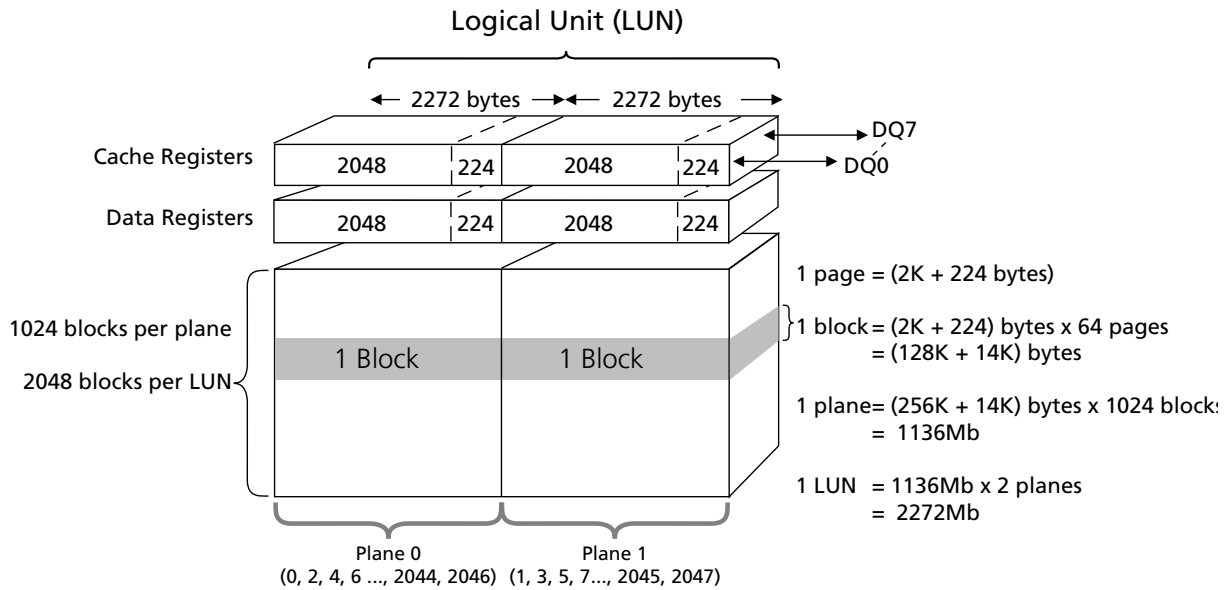 Logical Unit (LUN)
2272 bytes 2272 bytes
DQ7
DQ0
Cache Registers 2048 224 2048 224
Data Registers 2048 224 2048 224
1 page = (2K + 224 bytes)
1024 blocks per plane
2048 blocks per LUN
1 Block 1 Block
1 block = (2K + 224) bytes x 64 pages
= (128K + 14K) bytes
1 plane= (256K + 14K) bytes x 1024 blocks
= 1136Mb
1 LUN = 1136Mb x 2 planes
= 2272Mb
Plane 0 Plane 1
(0, 2, 4, 6 ..., 2044, 2046) (1, 3, 5, 7..., 2045, 2047)